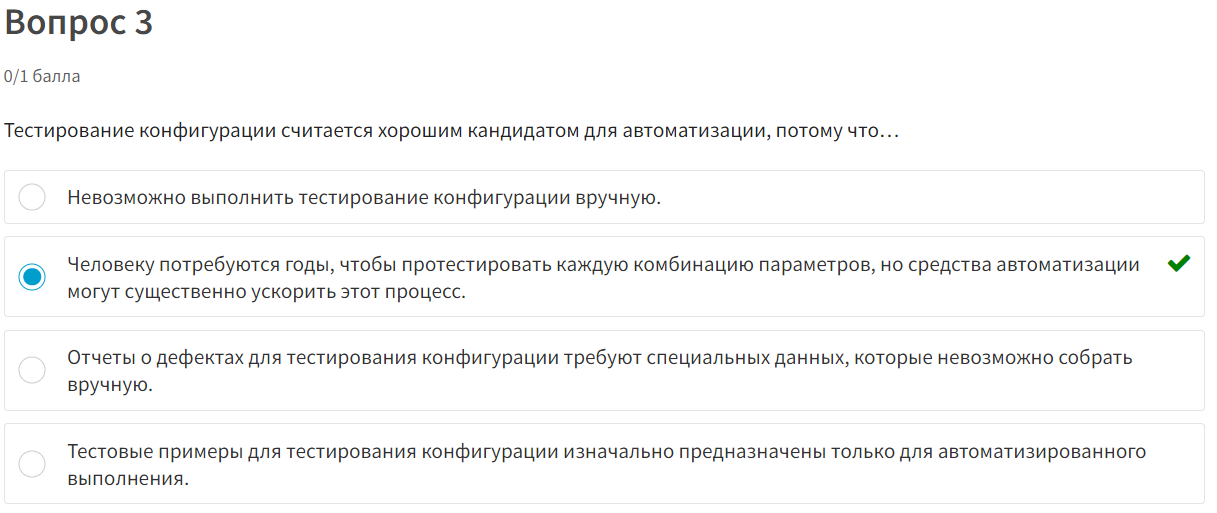 Вопрос 3
0/1 балла
Тестирование конфигурации считается хорошим кандидатом для автоматизации, потому что…
Невозможно выполнить тестирование конфигурации вручную.
Человеку потребуются годы, чтобы протестировать каждую комбинацию параметров, но средства автоматизации
могут существенно ускорить этот процесс.
Отчеты о дефектах для тестирования конфигурации требуют специальных данных, которые невозможно собрать
вручную.
Тестовые примеры для тестирования конфигурации изначально предназначены только для автоматизированного
выполнения.